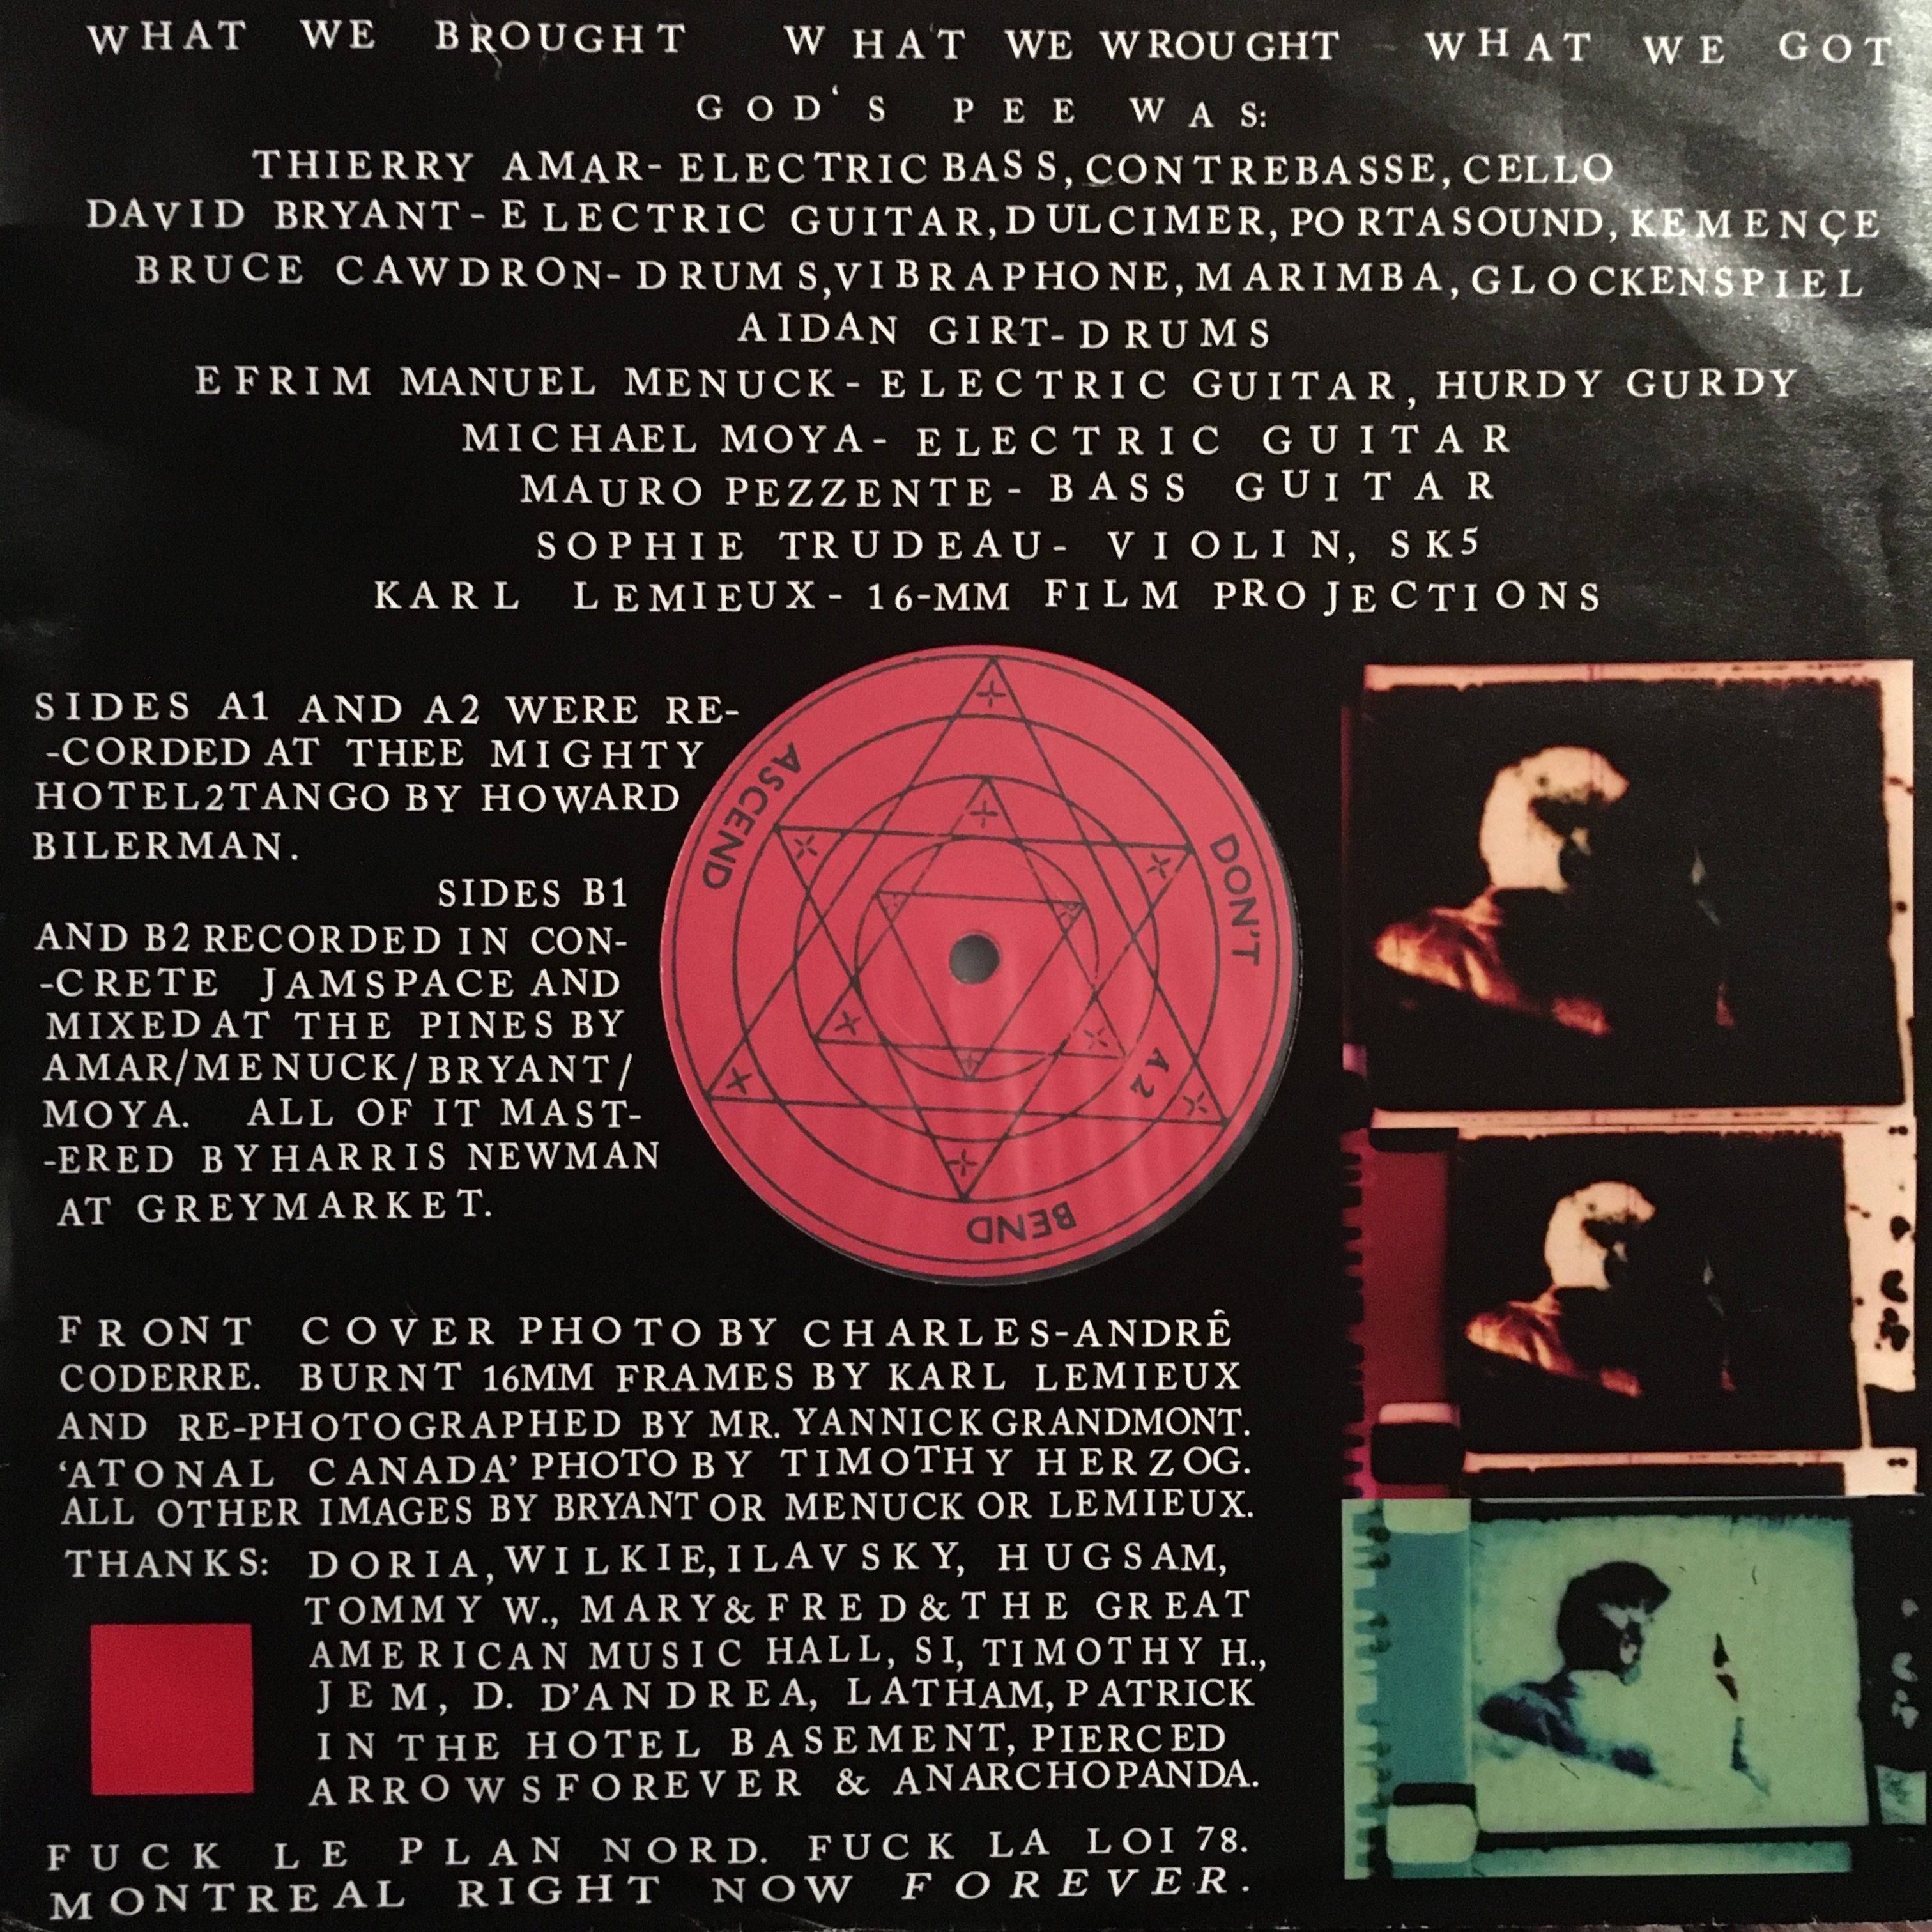 WHAT WE BROUGHT WHAT WE WROUGHT WHAT WE GOT
GOD'S PEE WAS:
THIERRY AMAR- ELECTRIC BASS, CONTREBASSE, CELLO
DAVID BRYANT- ELECTRIC GUITAR, DULCIMER, PORTASOUND, KEMENÇE
BRUCE CAWDRON- DRUMS, VIBRAPHONE, MARIMBA, GLOCKENSPIEL
AIDAN GIRT- DRUMS
EFRIM MANUEL MENUCK- ELECTRIC GUITAR, HURDY GURDY
MICHAEL MOYA- ELECTRIC GUITAR
MAURO PEZZENTE- BASS GUITAR
SOPHIE TRUDEAU- VIOLIN, SK5
KARL LEMIEUX- 16-MM FILM PROJECTIONS
SIDES A1 AND A2 WERE RE-
-CORDED AT THEE MIGHTY
HOTEL2TANGO BY HOWARD
BILERMAN.
SIDES B1
AND B2 RECORDED IN CON-
-CRETE JAMSPACE AND
MIXED AT THE PINES BY
AMAR/MENUCK/BRYANT/
MOYA. ALL OF IT MAST-
-ERED BY HARRIS NEWMAN
AT GREYMARKET.
DON'T
BEND
ASCEND
A2
FRONT COVER PHOTO BY CHARLES-ANDRÊ
CODERRE. BURNT 16MM FRAMES BY KARL LEMIEUX
AND RE-PHOTOGRAPHED BY MR. YANNICK GRANDMONT.
'ATONAL CANADA' PHOTO BY TIMOTHY HERZOG.
ALL OTHER IMAGES BY BRYANT OR MENUCK OR LEMIEUX.
THANKS: DORIA, WILKIE, ILAVSKY, HUGSAM,
TOMMY W., MARY&FRED&THE GREAT
AMERICAN MUSIC HALL, SI, TIMOTHY H.,
JEM, D. D'ANDREA, LATHAM, PATRICK
IN THE HOTEL BASEMENT, PIERCED
ARROWSFOREVER & ANARCHOPANDA.
FUCK LE PLAN NORD. FUCK LA LOI 78.
MONTREAL RIGHT NOW FOREVER.